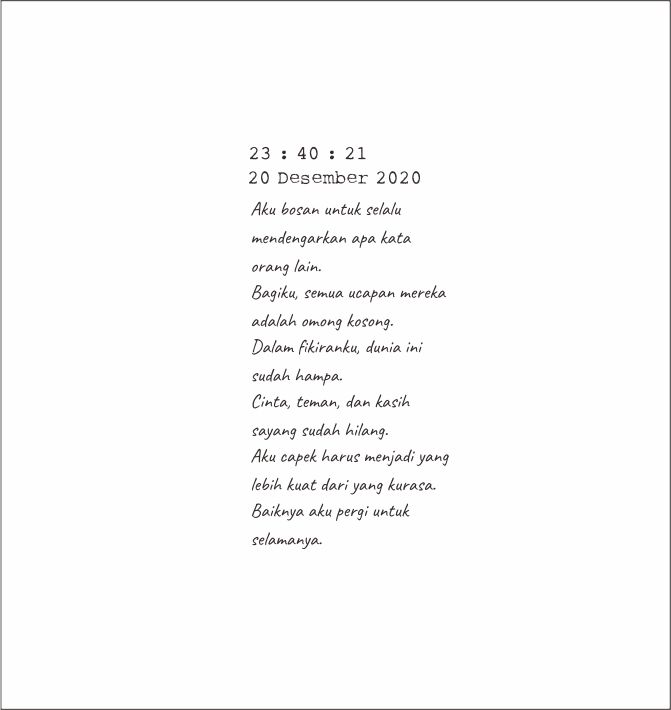 23 : 40 : 21
20 Desember 2020
Aku bosan untuk selalu
mendengarkan apa kata
orang lain.
Bagiku, semua ucapan mereka
adalah omong kosong.
Dalam fikiranku, dunia ini
sudah hampa.
Cinta, teman, dan kasih
sayang sudah hilang.
Aku capek harus menjadi yang
lebih kuat dari yang kurasa.
Baiknya aku pergi untuk
selamanya.